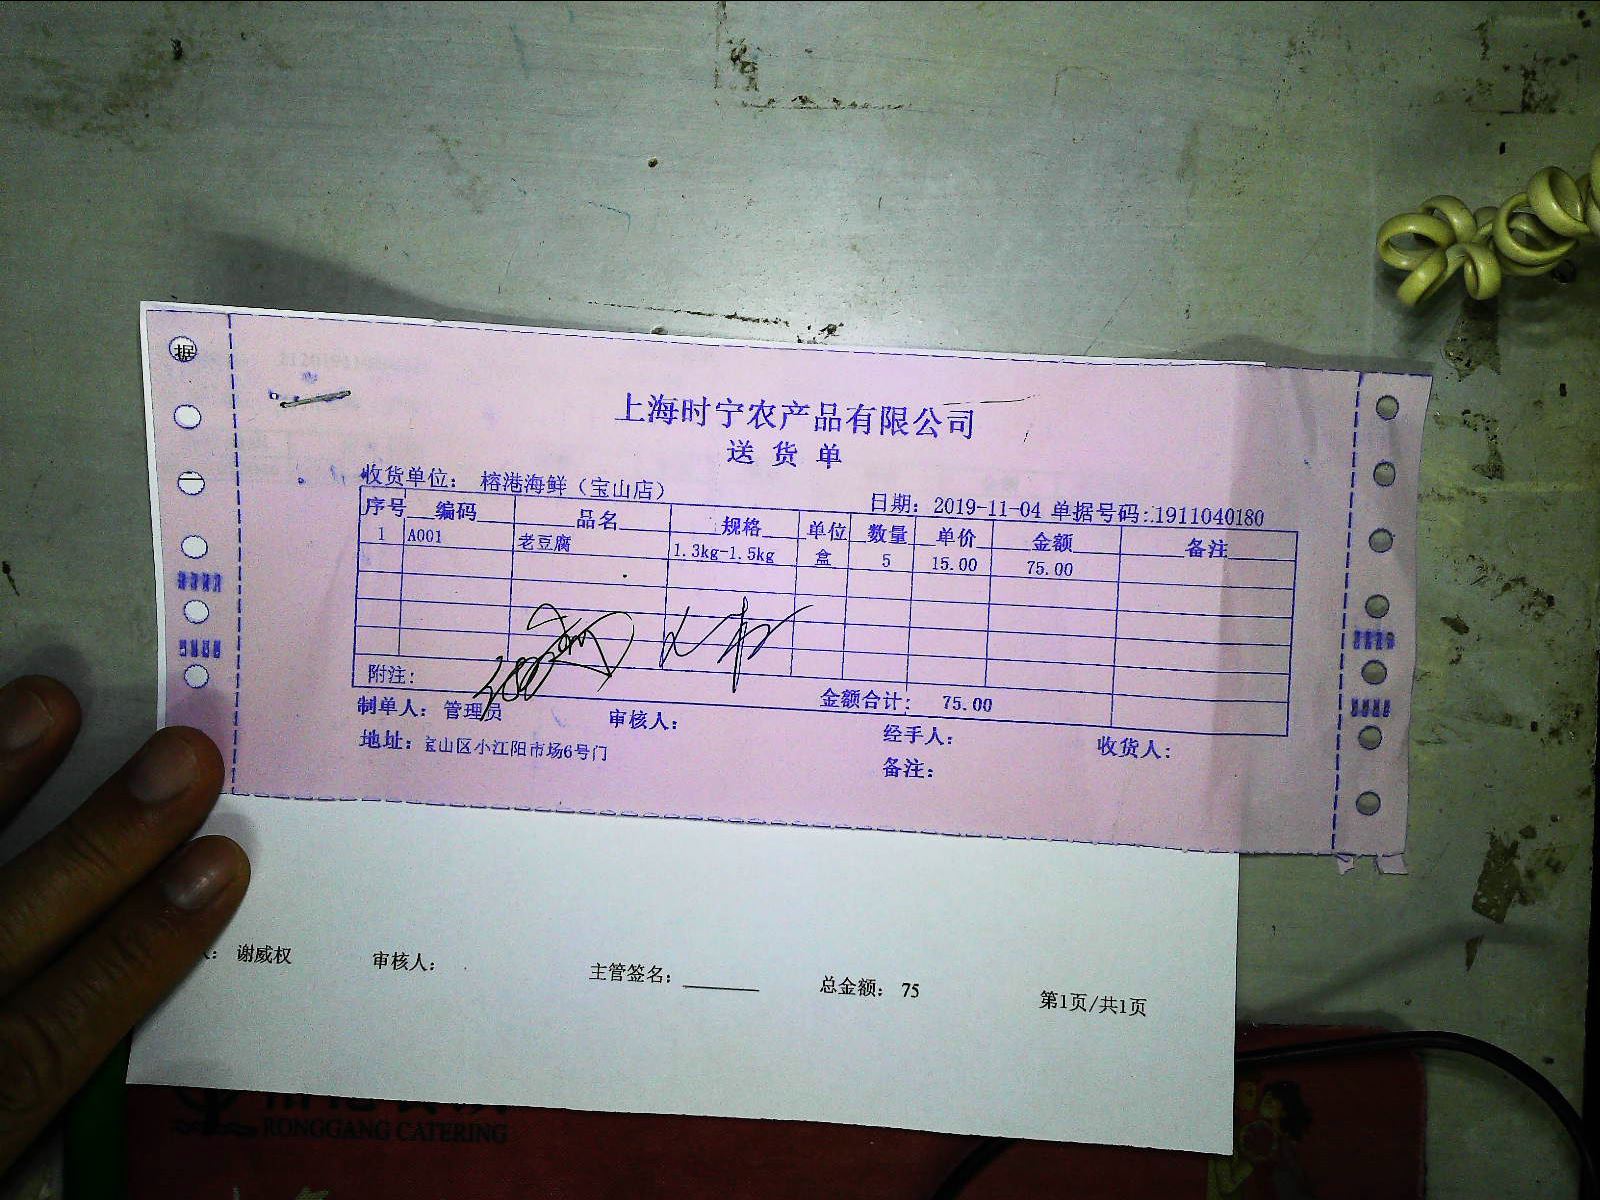 据
上海时宁农产品有限公司
送货单
收货单位： 榕港海鲜（宝山店） 日期：2019-11-04 单据号码：1911040180
序号 编码 品名 规格 单位 数量 单价 金额 备注
1 A001 老豆腐 1.3kg-1.5kg 盒 5 15.00 75.00
附注： 金额合计： 75.00
制单人：管理员 审核人： 经手人： 收货人：
地址：宝山区小江阳市场6号门 备注：
谢威权 审核人： 主管签名： 总金额： 75 第1页/共1页
RONGGANG CATERING